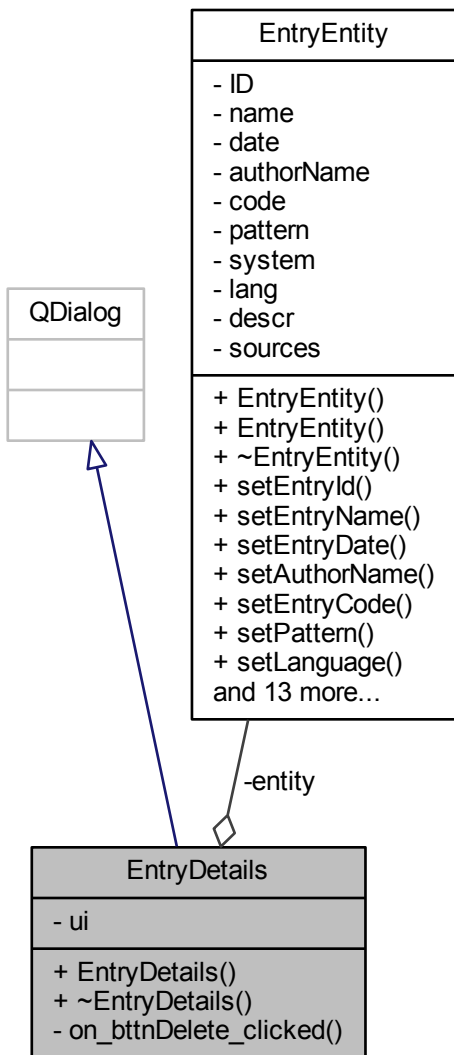 EntryEntity
- ID
- name
- date
- authorName
- code
- pattern
- system
- lang
- descr
- sources
+ EntryEntity()
+ EntryEntity()
+ ~EntryEntity()
+ setEntryId()
+ setEntryName()
+ setEntryDate()
+ setAuthorName()
+ setEntryCode()
+ setPattern()
+ setLanguage()
and 13 more...
QDialog
-entity
EntryDetails
- ui
+ EntryDetails()
+ ~EntryDetails()
- on_bttnDelete_clicked()